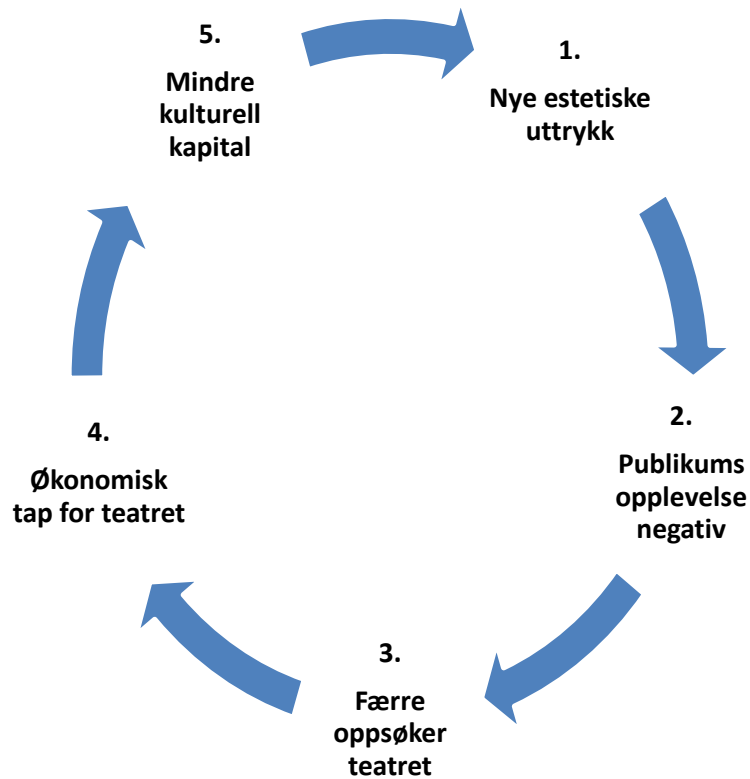 1.
Nye estetiske
uttrykk
2.
Publikums
opplevelse
negativ
3.
Færre
oppsøker
teatret
4.
Økonomisk
tap for teatret
5.
Mindre
kulturell
kapital